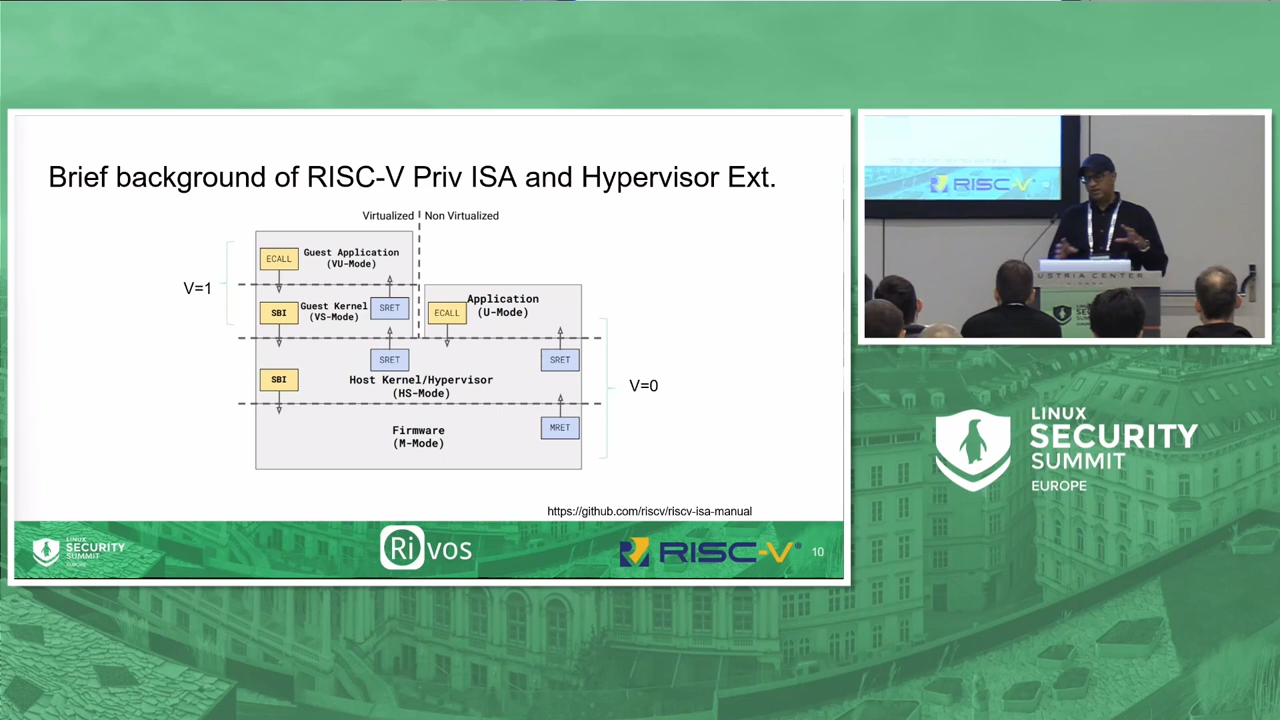 Brief background of RISC-V Priv ISA and Hypervisor Ext.
Virtualized Non Virtualized
ECALL
Guest Application
(VU-Mode)
V=1
SBI
Guest Kernel
(VS-Mode)
SRET
ECALL
Application
(U-Mode)
SRET
SRET
SBI
Host Kernel/Hypervisor
(HS-Mode)
V=0
Firmware
(M-Mode)
MRET
https://github.com/riscv/riscv-isa-manual
LINUX
SECURITY
SUMMIT
EUROPE
Rivos
RISC-V®
10
RISC-V
USTRIA CENTER
LINUX
SECURITY
SUMMIT
EUROPE